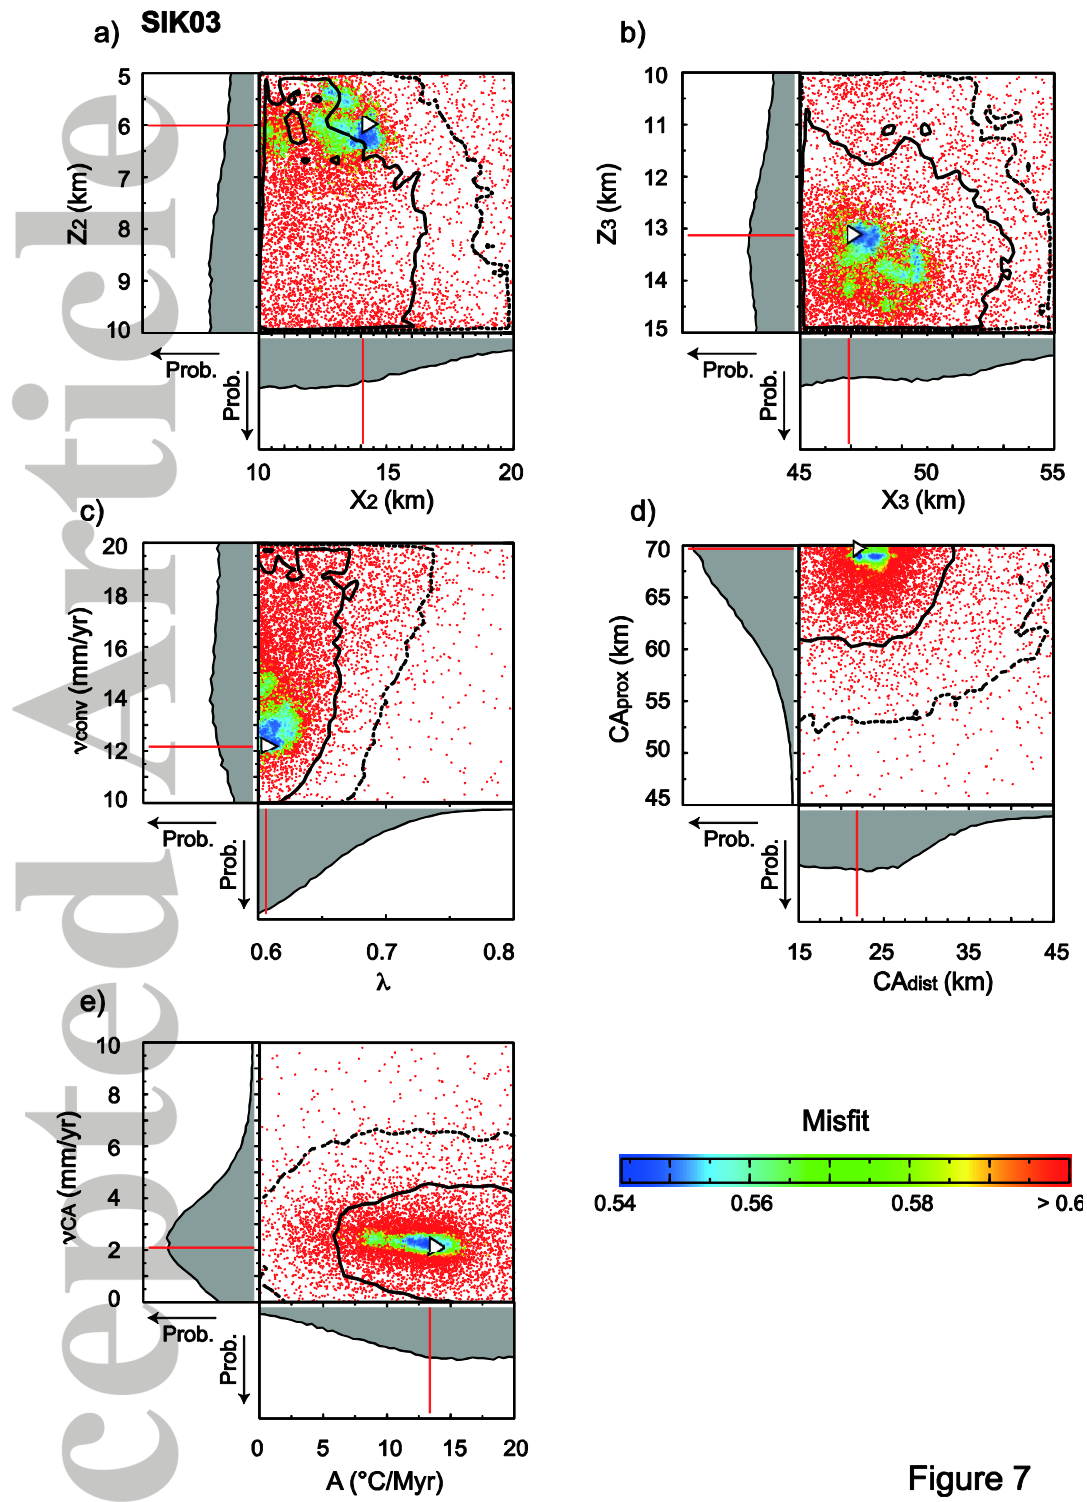 SIK03
a)
5
6
7
8
9
10
Z2 (km)
Prob.
Prob.
10 15 20
X2 (km)
b)
10
11
12
13
14
15
Z3 (km)
Prob.
Prob.
45 50 55
X3 (km)
c)
20
18
16
14
12
10
vconv (mm/yr)
Prob.
Prob.
0.6 0.7 0.8
λ
d)
70
65
60
55
50
45
CAprox (km)
Prob.
Prob.
15 25 35 45
CAdist (km)
e)
10
8
6
4
2
0
vCA (mm/yr)
Prob.
Prob.
0 5 10 15 20
A (°C/Myr)
Misfit
0.54 0.56 0.58 > 0.6
Figure 7
cepted Article